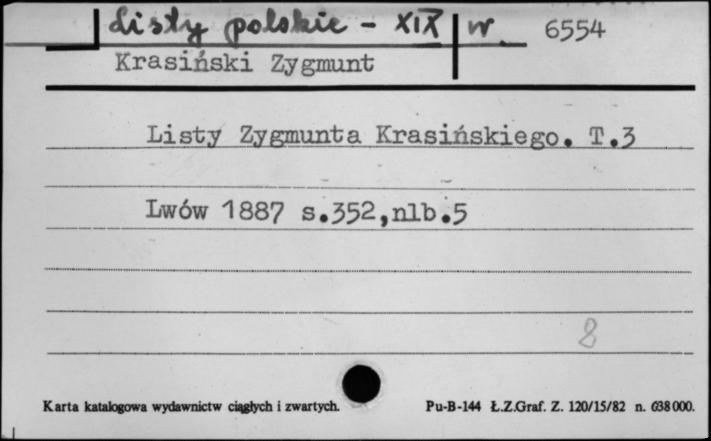 Listy polskie - XIX w. 6554
Krasiński Zygmunt
Listy Zygmunta Krasińskiego. T.3
Lwów 1887 s.352,nlb.5
8
Karta katalogowa wydawnictw ciągłych i zwartych. Pu-B-144 Ł.Z.Graf. Z. 120/15/82 n. 638000.